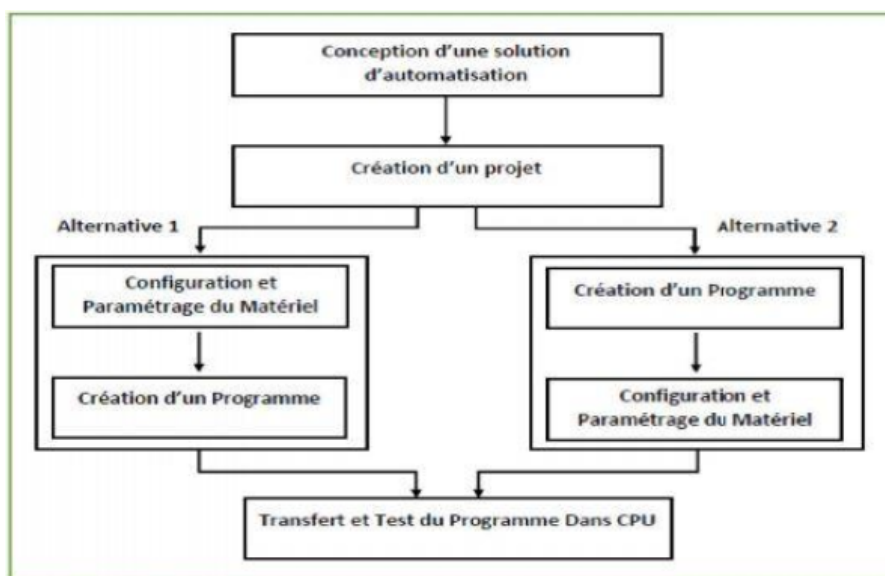 Conception d'une solution
d'automatisation
Création d'un projet
Alternative 1
Alternative 2
Configuration et
Paramétrage du Matériel
Création d'un Programme
Création d'un Programme
Configuration et
Paramétrage du Matériel
Transfert et Test du Programme Dans CPU